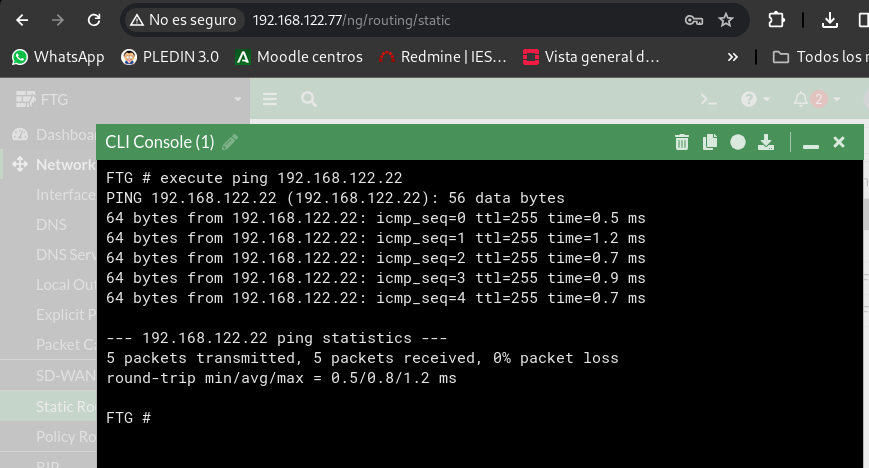 No es seguro 192.168.122.77/ng/routing/static
WhatsApp PLEDIN 3.0 Moodle centros Redmine | IES... Vista general d... » Todos los
FTG 2
Dashboa
CLI Console (1)
Network
FTG # execute ping 192.168.122.22
PING 192.168.122.22 (192.168.122.22): 56 data bytes
Interface
64 bytes from 192.168.122.22: icmp_seq=0 ttl=255 time=0.5 ms
DNS
64 bytes from 192.168.122.22: icmp_seq=1 ttl=255 time=1.2 ms
DNS Serv
64 bytes from 192.168.122.22: icmp_seq=2 ttl=255 time=0.7 ms
64 bytes from 192.168.122.22: icmp_seq=3 ttl=255 time=0.9 ms
Local Out
64 bytes from 192.168.122.22: icmp_seq=4 ttl=255 time=0.7 ms
Explicit P
--- 192.168.122.22 ping statistics ---
Packet Ca
5 packets transmitted, 5 packets received, 0% packet loss
SD-WAN
round-trip min/avg/max = 0.5/0.8/1.2 ms
Static Ro
FTG #
Policy Ro
RIP